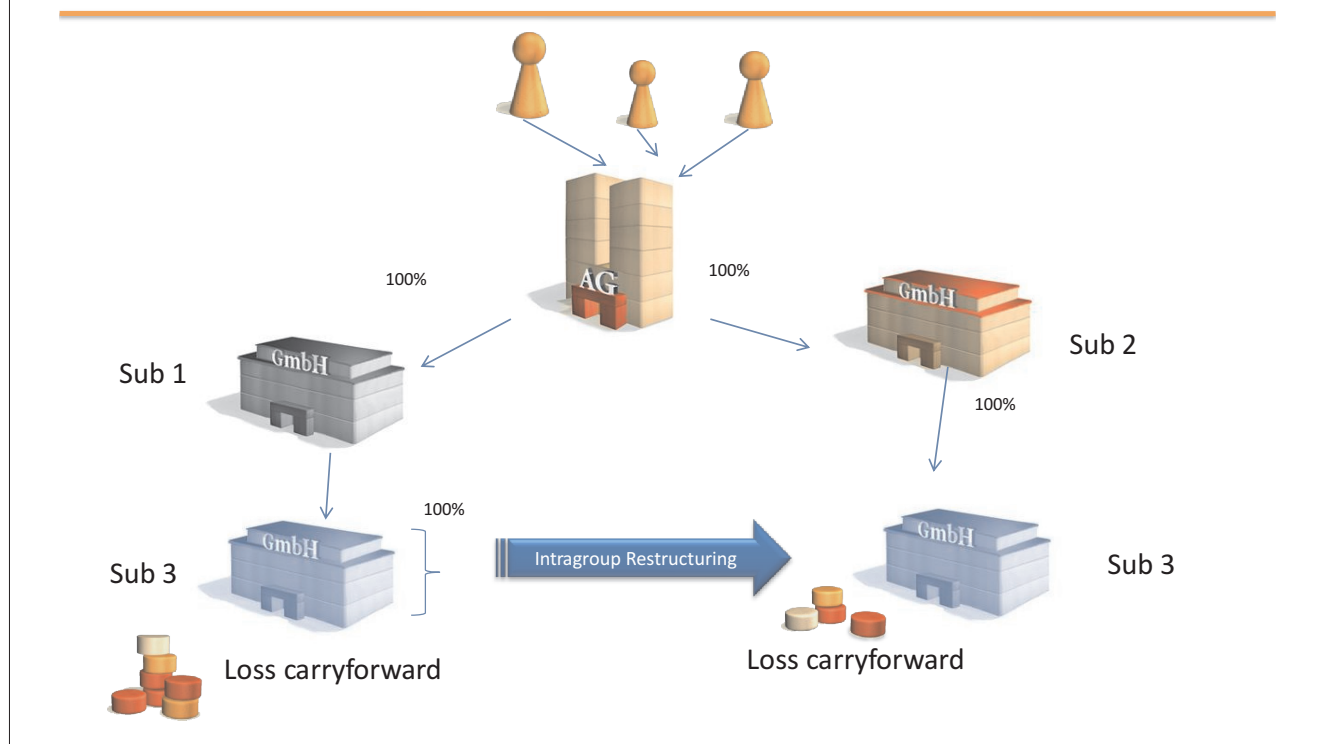 AG
100%
100%
GmbH
Sub 2
GmbH
Sub 1
100%
100%
GmbH
Sub 3
Intragroup Restructuring
GmbH
Sub 3
Loss carryforward
Loss carryforward